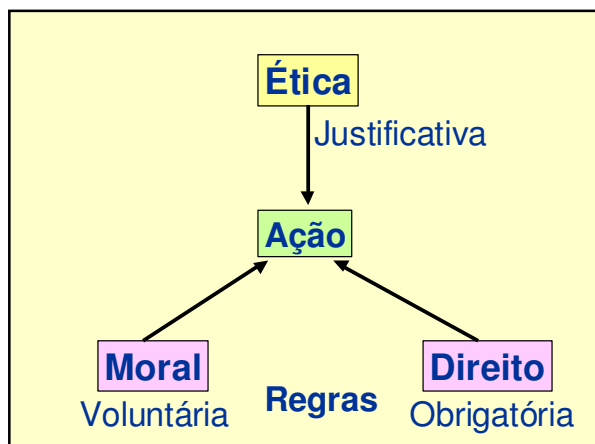 Ética
Justificativa
Ação
Moral
Direito
Voluntária
Regras
Obrigatória